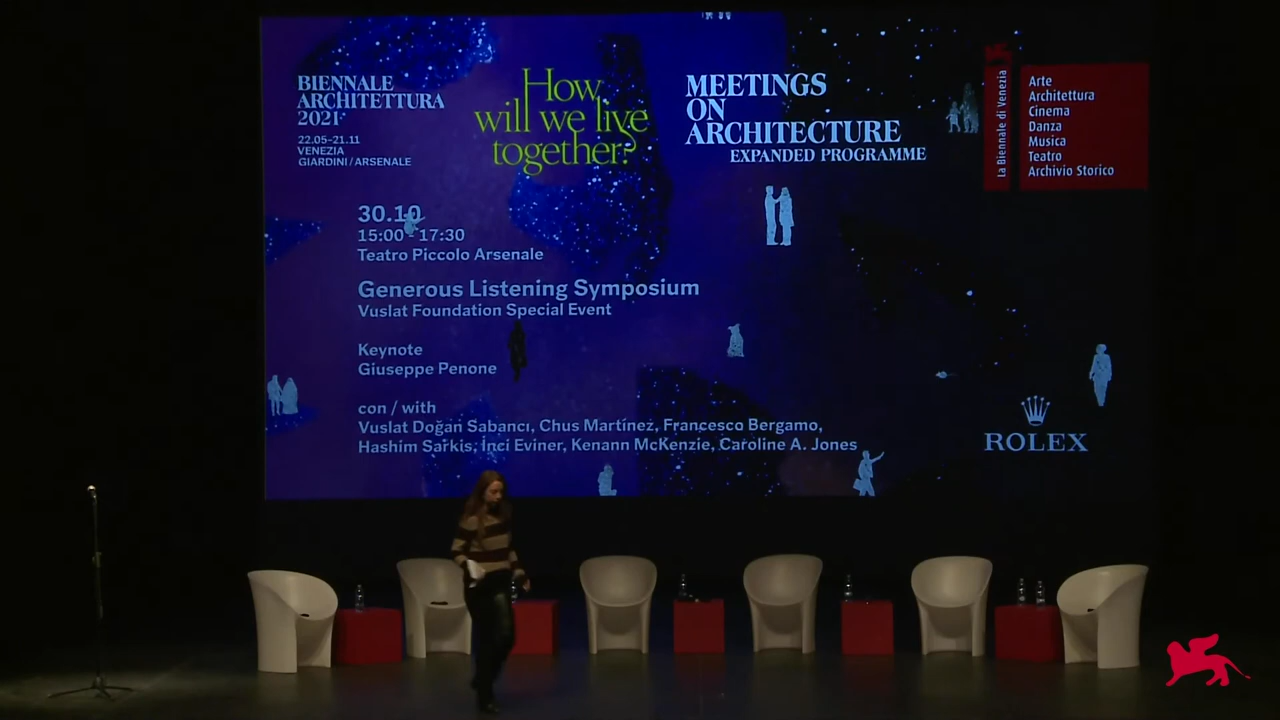 BIENNALE
ARCHITETTURA
2021
22.05-21.11
VENEZIA
GIARDINI/ARSENALE
How
will we live
together?
MEETINGS
ON
ARCHITECTURE
EXPANDED PROGRAMME
La Biennale di Venezia
Arte
Architettura
Cinema
Danza
Musica
Teatro
Archivio Storico
30.10
15:00 - 17:30
Teatro Piccolo Arsenale
Generous Listening Symposium
Vuslat Foundation Special Event
Keynote
Giuseppe Penone
con / with
Vuslat Doğan Sabancı, Chus Martínez, Francesco Bergamo,
Hashim Sarkis, İnci Eviner, Kenann McKenzie, Caroline A. Jones
ROLEX